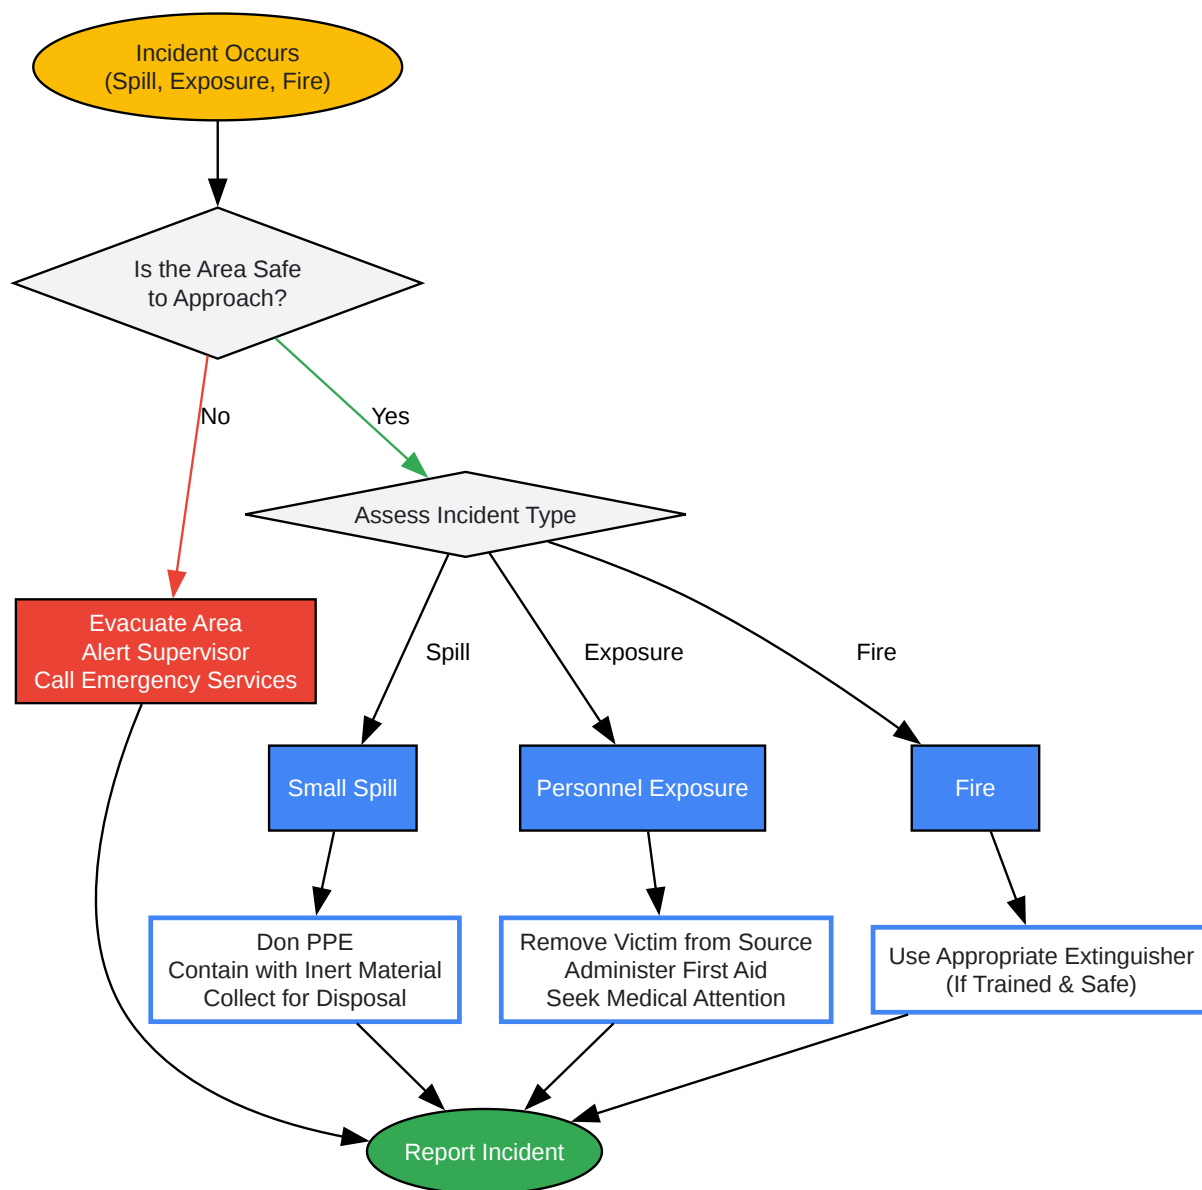 Incident Occurs
(Spill, Exposure, Fire)
Is the Area Safe
to Approach?
No
Yes
Assess Incident Type
Evacuate Area
Alert Supervisor
Call Emergency Services
Spill
Exposure
Fire
Small Spill
Personnel Exposure
Fire
Don PPE
Contain with Inert Material
Collect for Disposal
Remove Victim from Source
Administer First Aid
Seek Medical Attention
Use Appropriate Extinguisher
(If Trained & Safe)
Report Incident